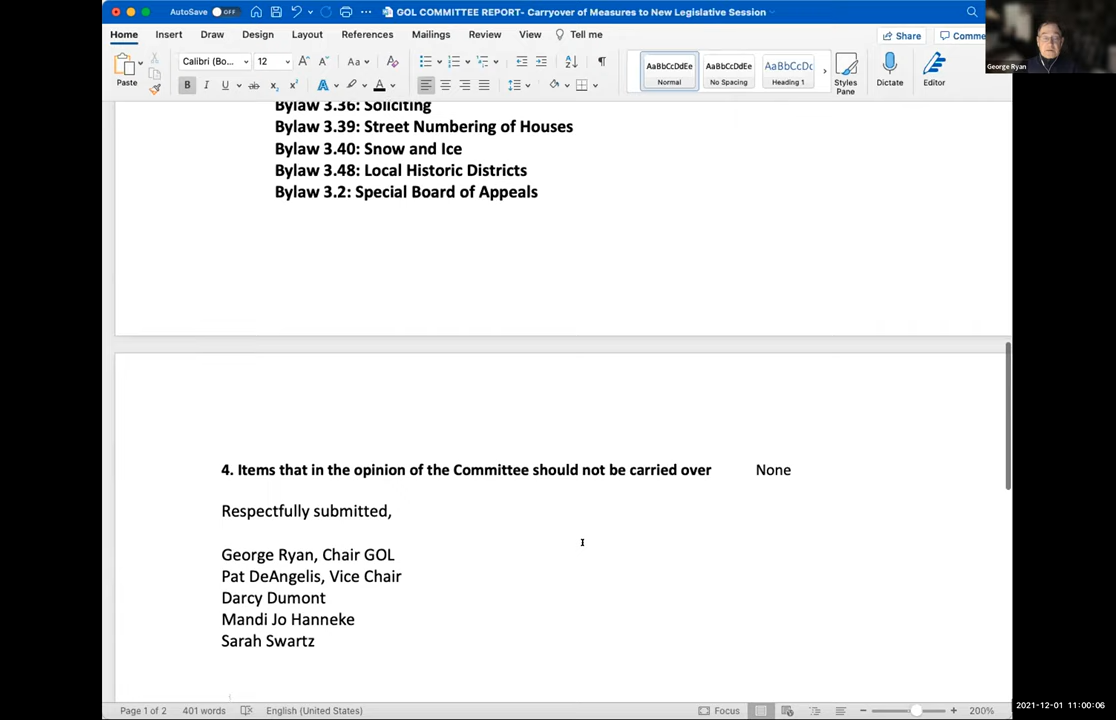 AutoSave OFF
GOL COMMITTEE REPORT- Carryover of Measures to New Legislative Session
Home Insert Draw Design Layout References Mailings Review View Tell me
Share Comme
Paste
Calibri (Bo... 12
AaBbCcDdEe AaBbCcDdEe AaBbCcDc
Normal No Spacing Heading 1
Styles Pane
Dictate
Editor
George Ryan
Bylaw 3.36: Soliciting
Bylaw 3.39: Street Numbering of Houses
Bylaw 3.40: Snow and Ice
Bylaw 3.48: Local Historic Districts
Bylaw 3.2: Special Board of Appeals
4. Items that in the opinion of the Committee should not be carried over None
Respectfully submitted,
George Ryan, Chair GOL
Pat DeAngelis, Vice Chair
Darcy Dumont
Mandi Jo Hanneke
Sarah Swartz
Page 1 of 2 401 words English (United States) Focus 200%
2021-12-01 11:00:06